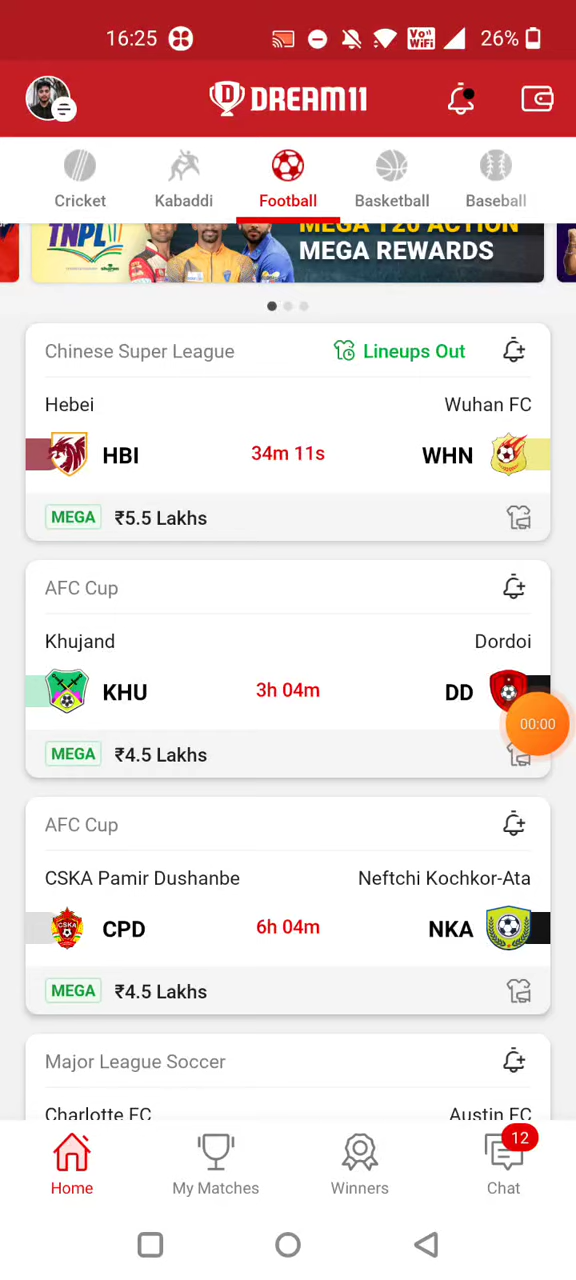 16:25
Vo WiFi
26%
DREAM11
Cricket
Kabaddi
Football
Basketball
Baseball
TNPL
MEGA T20 ACTION
MEGA REWARDS
Chinese Super League
Lineups Out
Hebei
Wuhan FC
HBI
34m 11s
WHN
MEGA
₹5.5 Lakhs
AFC Cup
Khujand
Dordoi
KHU
3h 04m
DD
00:00
MEGA
₹4.5 Lakhs
AFC Cup
CSKA Pamir Dushanbe
Neftchi Kochkor-Ata
CSKA
CPD
6h 04m
NKA
MEGA
₹4.5 Lakhs
Major League Soccer
Charlotte FC
Austin FC
12
Home
My Matches
Winners
Chat